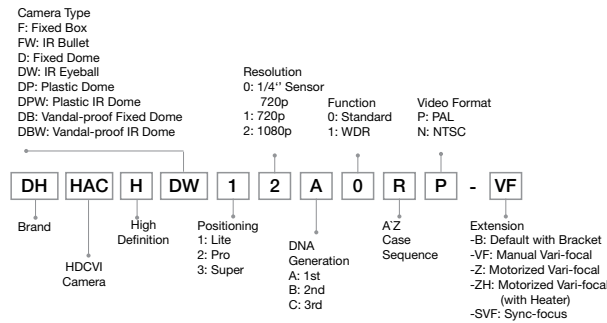 Camera Type
F: Fixed Box
FW: IR Bullet
D: Fixed Dome
DW: IR Eyeball
DP: Plastic Dome
DPW: Plastic IR Dome
DB: Vandal-proof Fixed Dome
DBW: Vandal-proof IR Dome
Resolution
0: 1/4‘’ Sensor
720p
1: 720p
2: 1080p
Function
0: Standard
1: WDR
Video Format
P: PAL
N: NTSC
DH HAC H DW 1 2 A 0 R P - VF
Brand
HDCVI
Camera
High
Definition
Positioning
1: Lite
2: Pro
3: Super
DNA
Generation
A: 1st
B: 2nd
C: 3rd
A`Z
Case
Sequence
Extension
-B: Default with Bracket
-VF: Manual Vari-focal
-Z: Motorized Vari-focal
-ZH: Motorized Vari-focal
(with Heater)
-SVF: Sync-focus